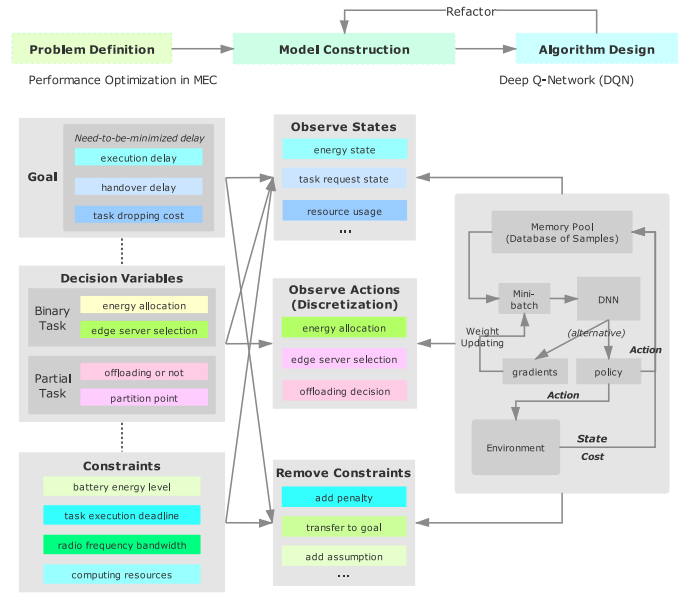 Refactor
Problem Definition
Model Construction
Algorithm Design
Performance Optimization in MEC
Deep Q-Network (DQN)
Goal
Need-to-be-minimized delay
execution delay
handover delay
task dropping cost
Decision Variables
Binary
Task
energy allocation
edge server selection
Partial
Task
offloading or not
partition point
Constraints
battery energy level
task execution deadline
radio frequency bandwidth
computing resources
Observe States
energy state
task request state
resource usage
...
Observe Actions
(Discretization)
energy allocation
edge server selection
offloading decision
Remove Constraints
add penalty
transfer to goal
add assumption
...
Memory Pool
(Database of Samples)
Mini-
batch
DNN
Weight
Updating
(alternative)
gradients
policy
Action
Action
Environment
State
Cost